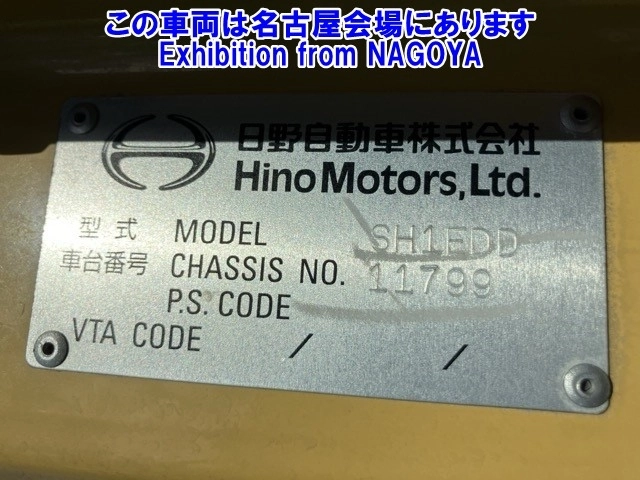 この車両は名古屋会場にあります
Exhibition from NAGOYA
日野自動車株式会社
Hino Motors, Ltd.
型式 MODEL SH1EDD
車台番号 CHASSIS NO. 11799
P.S. CODE
VTA CODE / /